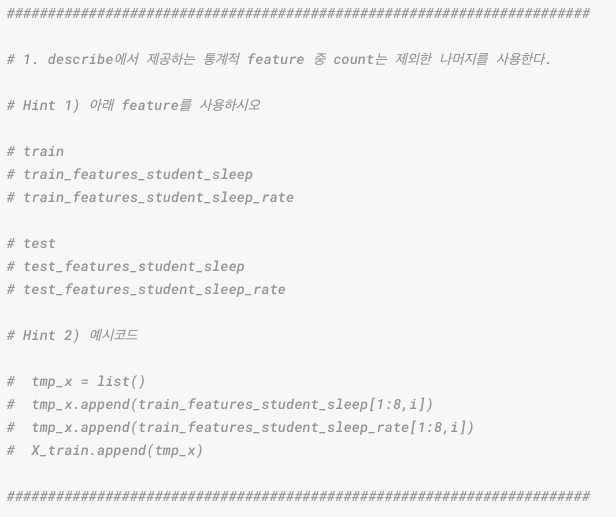 #######################################################################
# 1. describe에서 제공하는 통계적 feature 중 count는 제외한 나머지를 사용한다.
# Hint 1) 아래 feature를 사용하시오
# train
# train_features_student_sleep
# train_features_student_sleep_rate
# test
# test_features_student_sleep
# test_features_student_sleep_rate
# Hint 2) 예시코드
#  tmp_x = list()
#  tmp_x.append(train_features_student_sleep[1:8,i])
#  tmp_x.append(train_features_student_sleep_rate[1:8,i])
#  X_train.append(tmp_x)
#######################################################################